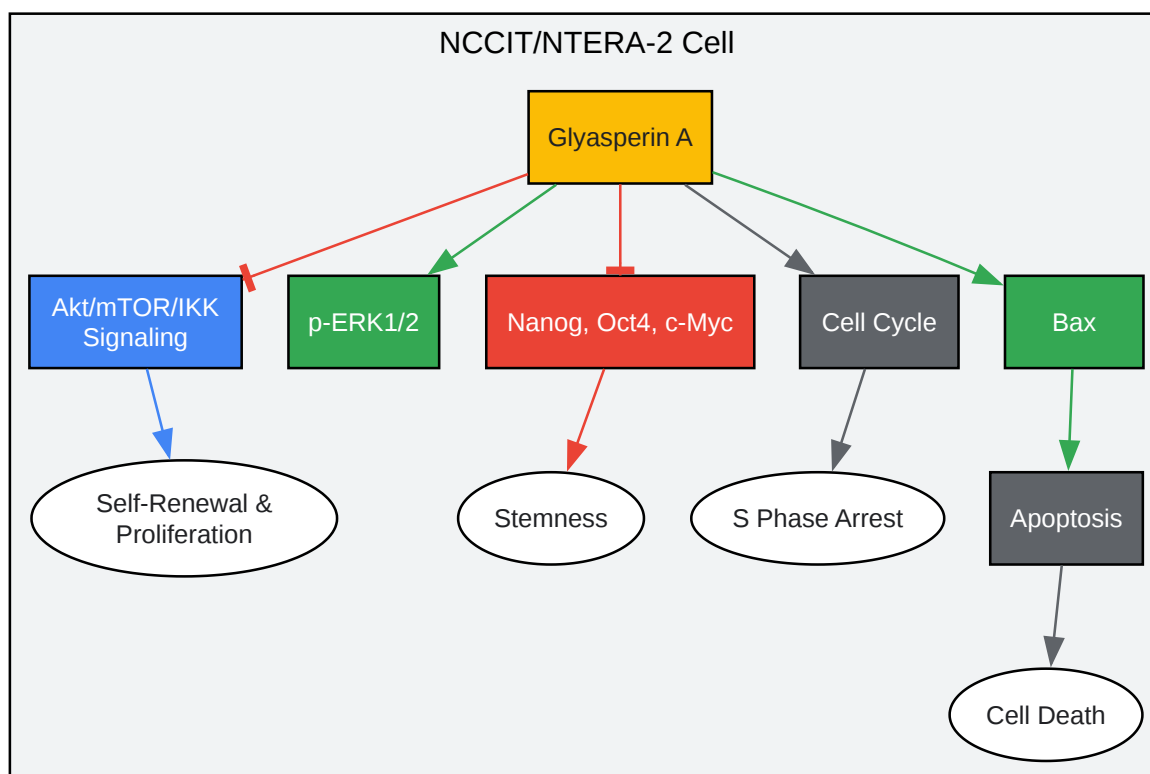 NCCIT/NTERA-2 Cell
Glyasperin A
Akt/mTOR/IKK
Signaling
p-ERK1/2
Nanog, Oct4, c-Myc
Cell Cycle
Bax
Self-Renewal &
Proliferation
Stemness
S Phase Arrest
Apoptosis
Cell Death